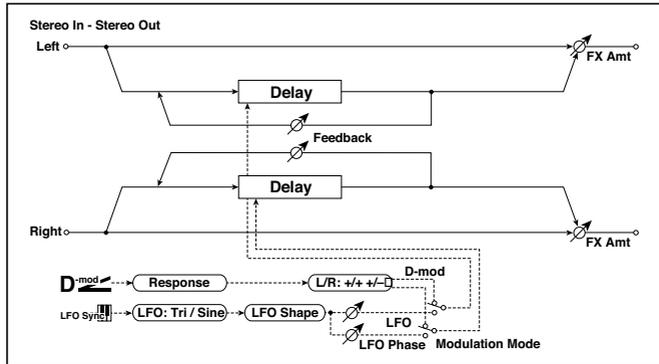 Stereo In - Stereo Out
Left
FX Amt
Delay
Feedback
Delay
Right
FX Amt
D-mod
Response
L/R: +/+ +/–
D-mod
LFO Sync
LFO: Tri / Sine
LFO Shape
LFO
LFO Phase
Modulation Mode